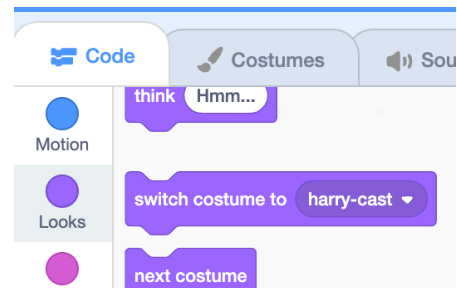 Code
Costumes
Sou
think Hmm...
Motion
switch costume to harry-cast
Looks
next costume